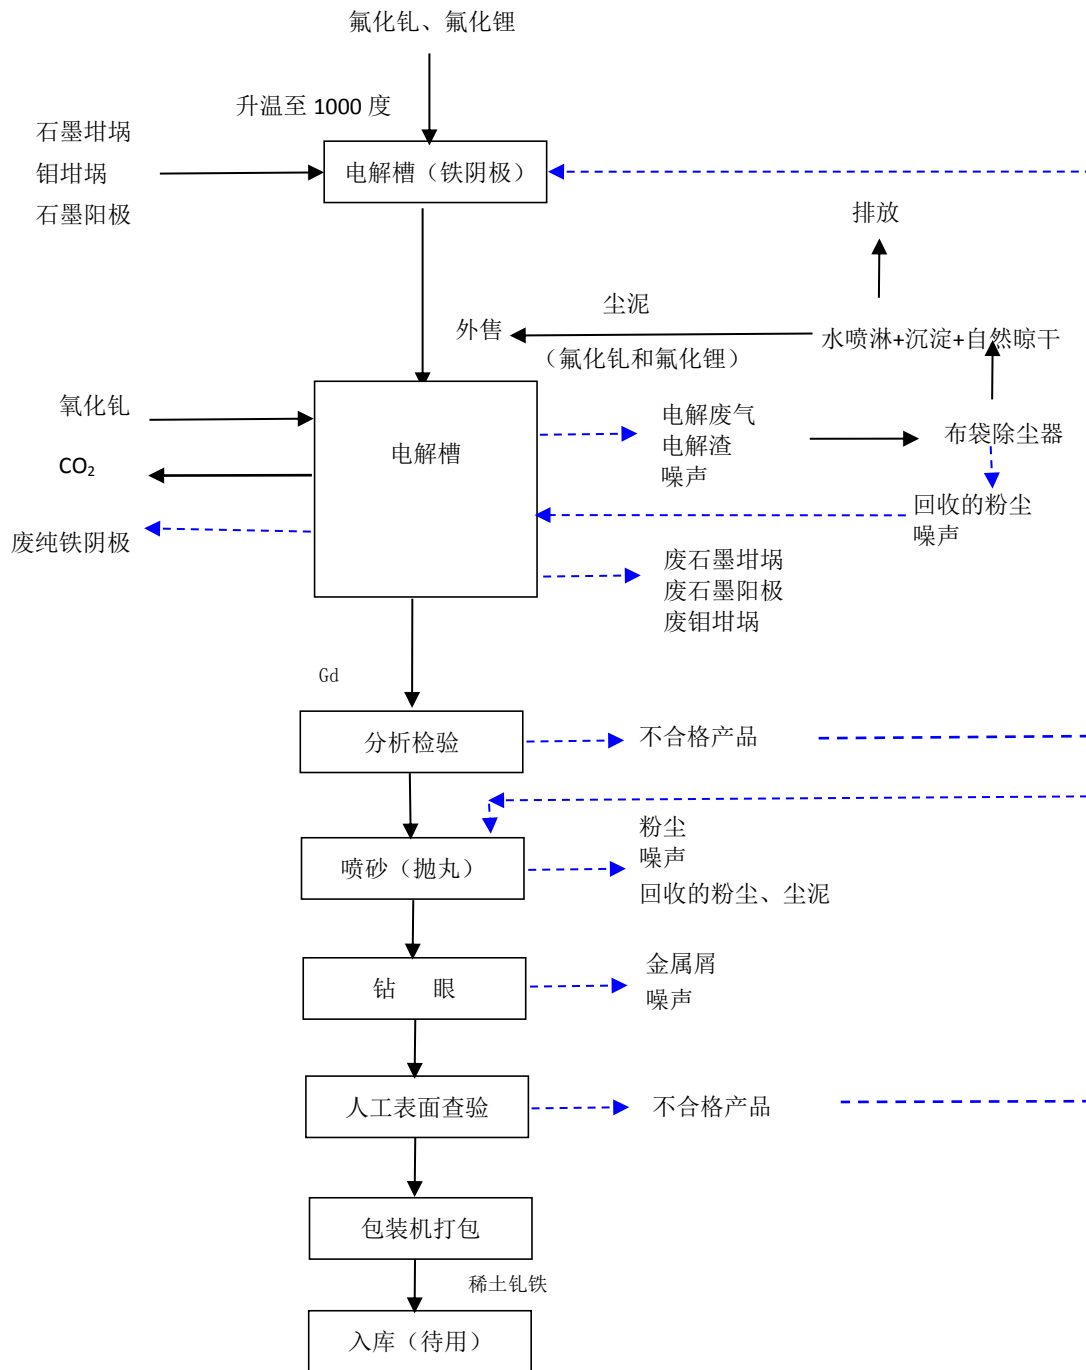 氟化钆、氟化锂
升温至 1000 度
石墨坩埚
钼坩埚
石墨阳极
电解槽（铁阴极）
排放
尘泥
外售
水喷淋+沉淀+自然晾干
（氟化钆和氟化锂）
氧化钆
电解废气
电解渣
噪声
布袋除尘器
电解槽
CO₂
回收的粉尘
噪声
废纯铁阴极
废石墨坩埚
废石墨阳极
废钼坩埚
Gd
分析检验
不合格产品
粉尘
噪声
喷砂（抛丸）
回收的粉尘、尘泥
金属屑
钻 眼
噪声
人工表面查验
不合格产品
包装机打包
稀土钆铁
入库（待用）